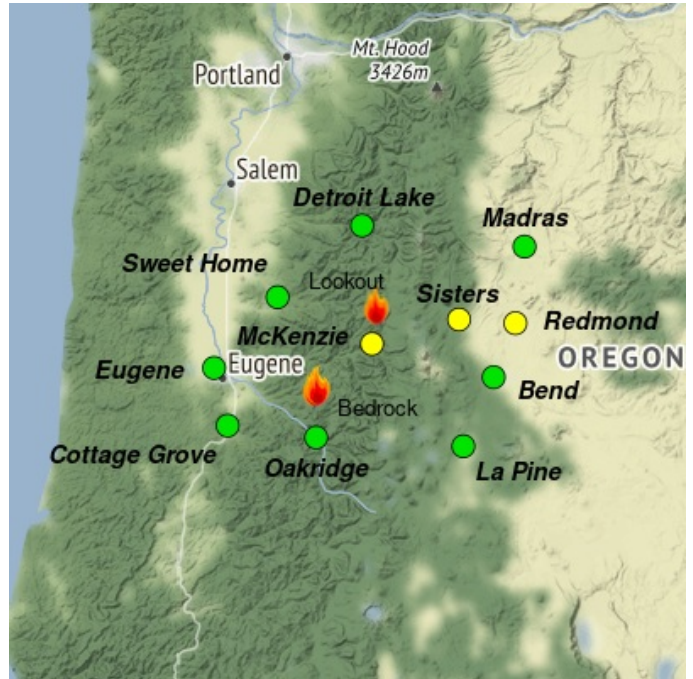 Mt. Hood
3426m
Portland
Salem
Detroit Lake
Madras
Sweet Home
Lookout
Sisters
McKenzie
Redmond
OREGON
Eugene
Eugene
Bend
Bedrock
Cottage Grove
Oakridge
La Pine